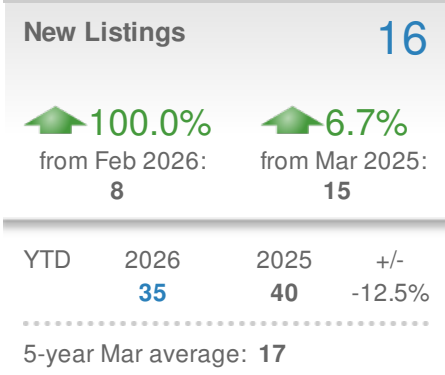 New Listings 16
100.0% 6.7%
from Feb 2026: from Mar 2025:
8 15
YTD 2026 2025 +/-
35 40 -12.5%
5-year Mar average: 17